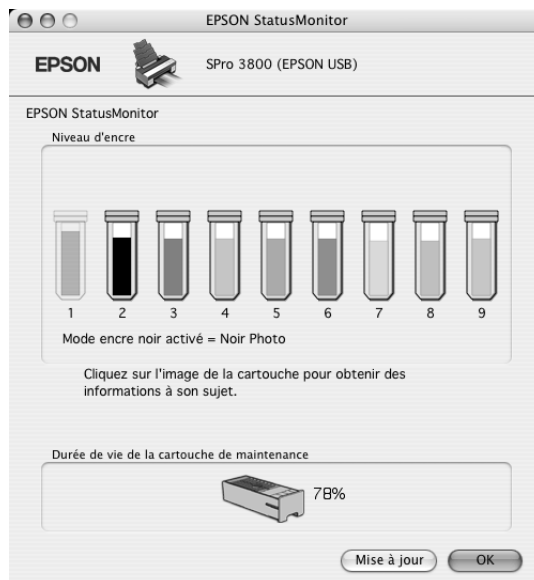 EPSON StatusMonitor
EPSON
SPro 3800 (EPSON USB)
EPSON StatusMonitor
Niveau d'encre
1 2 3 4 5 6 7 8 9
Mode encre noir activé = Noir Photo
Cliquez sur l'image de la cartouche pour obtenir des
informations à son sujet.
Durée de vie de la cartouche de maintenance
78%
Mise à jour OK